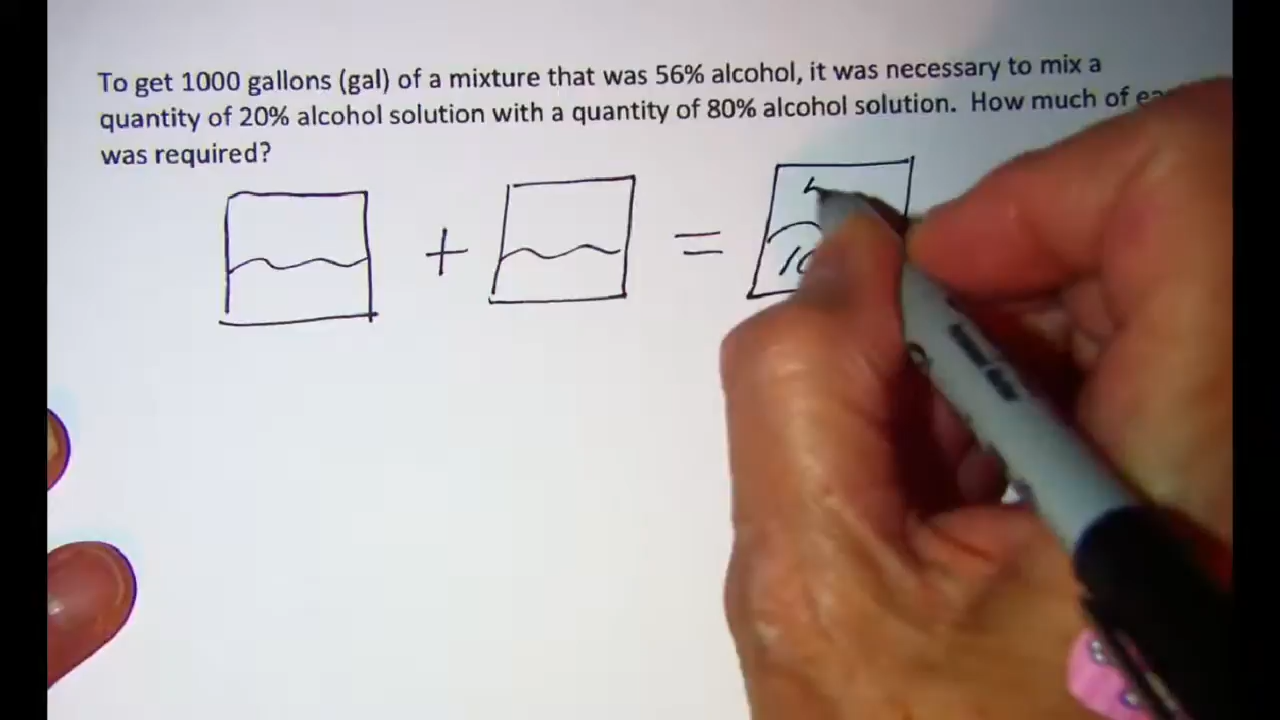 To get 1000 gallons (gal) of a mixture that was 56% alcohol, it was necessary to mix a
quantity of 20% alcohol solution with a quantity of 80% alcohol solution. How much of
was required?
+ =